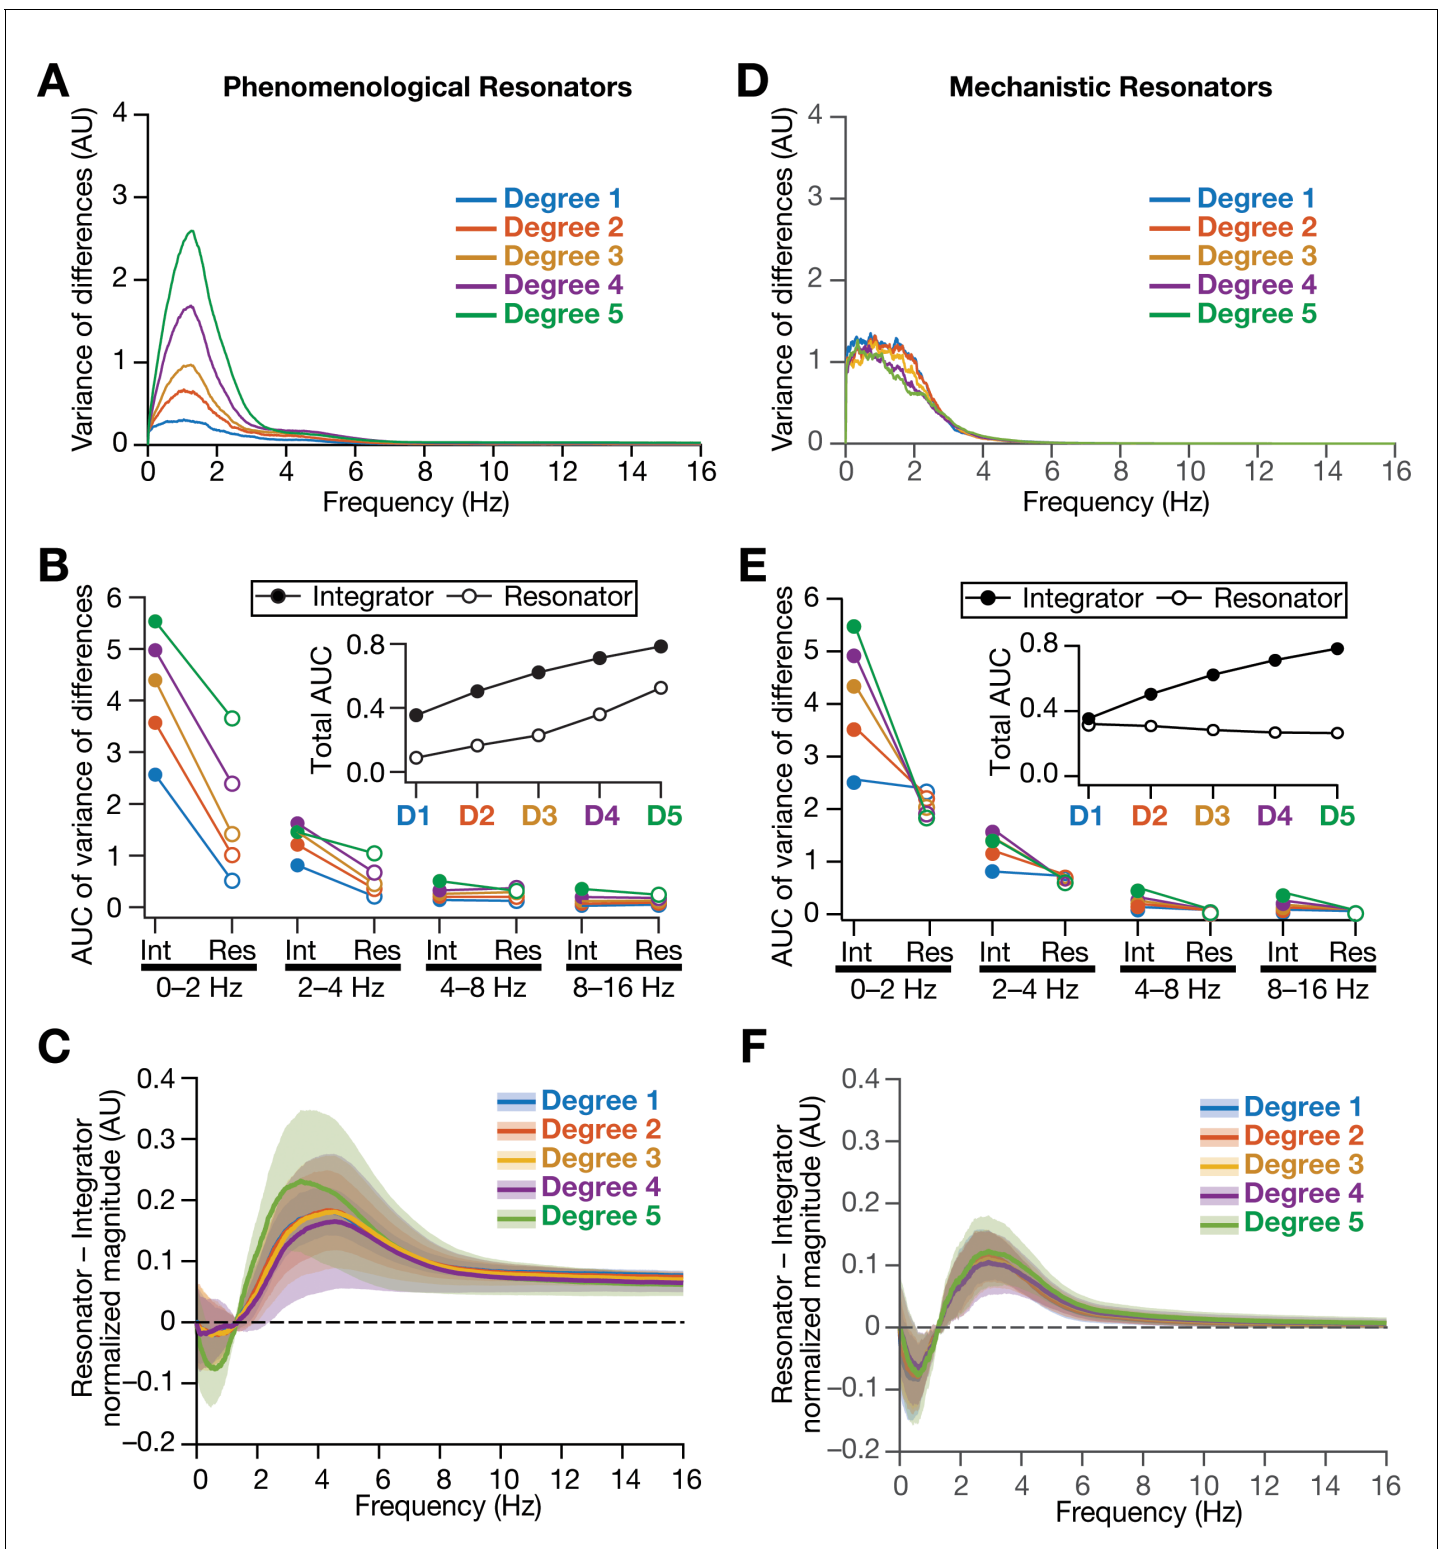 A
Phenomenological Resonators
Variance of differences (AU)
4
3
2
1
0
Degree 1
Degree 2
Degree 3
Degree 4
Degree 5
0 2 4 6 8 10 12 14 16
Frequency (Hz)
D
Mechanistic Resonators
Variance of differences (AU)
4
3
2
1
0
Degree 1
Degree 2
Degree 3
Degree 4
Degree 5
0 2 4 6 8 10 12 14 16
Frequency (Hz)
B
AUC of variance of differences
6
5
4
3
2
1
0
Integrator Resonator
Total AUC
0.8
0.4
0.0
D1 D2 D3 D4 D5
Int Res Int Res Int Res Int Res
0–2 Hz 2–4 Hz 4–8 Hz 8–16 Hz
E
AUC of variance of differences
6
5
4
3
2
1
0
Integrator Resonator
Total AUC
0.8
0.4
0.0
D1 D2 D3 D4 D5
Int Res Int Res Int Res Int Res
0–2 Hz 2–4 Hz 4–8 Hz 8–16 Hz
C
Resonator – Integrator
normalized magnitude (AU)
0.4
0.3
0.2
0.1
0
–0.1
–0.2
Degree 1
Degree 2
Degree 3
Degree 4
Degree 5
0 2 4 6 8 10 12 14 16
Frequency (Hz)
F
Resonator – Integrator
normalized magnitude (AU)
0.4
0.3
0.2
0.1
0
–0.1
–0.2
Degree 1
Degree 2
Degree 3
Degree 4
Degree 5
0 2 4 6 8 10 12 14 16
Frequency (Hz)